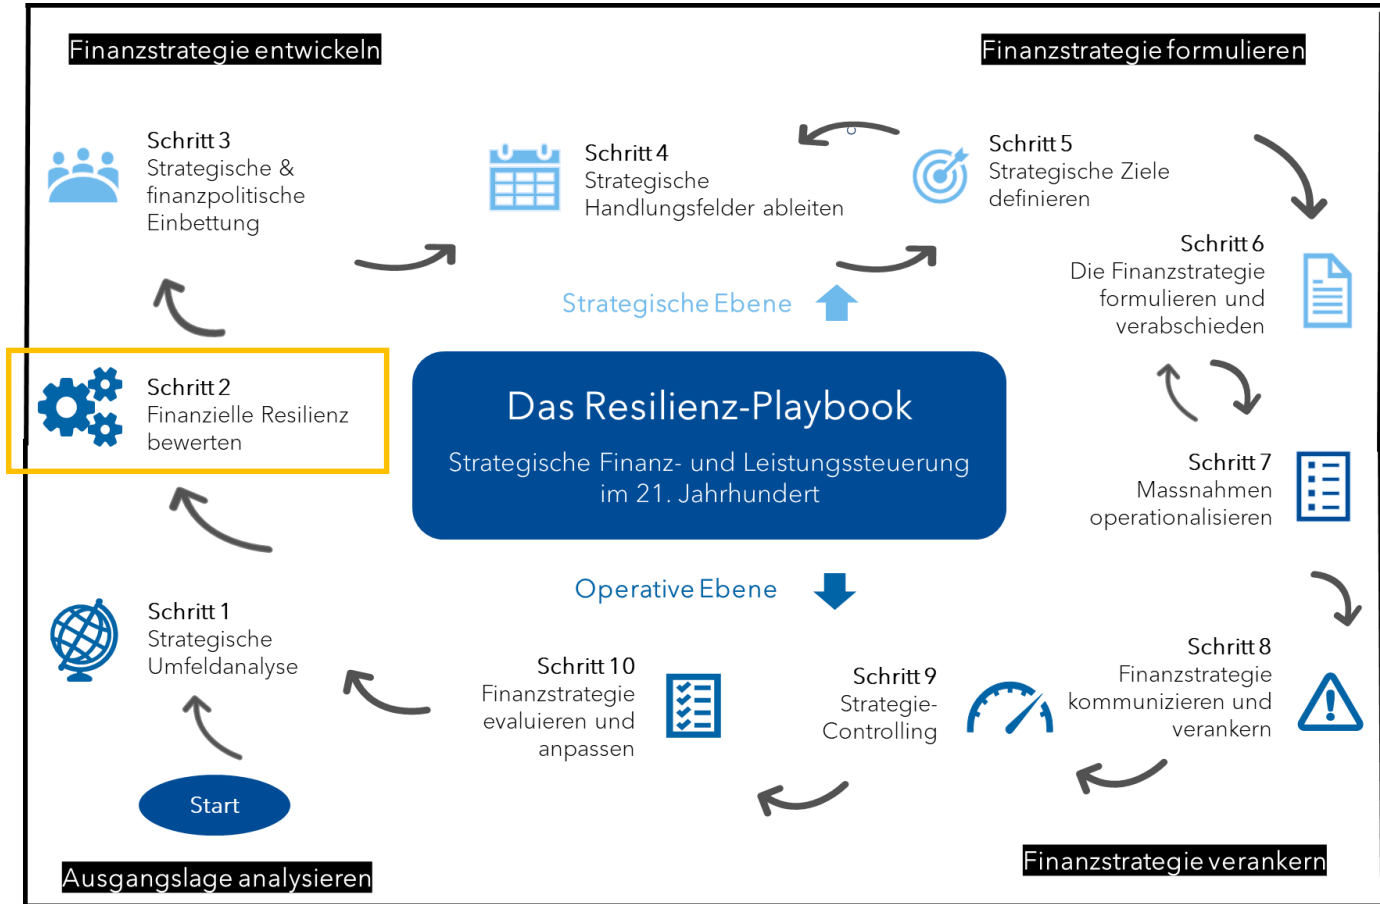 Finanzstrategie entwickeln
Finanzstrategie formulieren
Schritt 3
Strategische &
finanzpolitische
Einbettung
Schritt 4
Strategische
Handlungsfelder ableiten
Schritt 5
Strategische Ziele
definieren
Schritt 6
Die Finanzstrategie
formulieren und
verabschieden
Strategische Ebene
Schritt 2
Finanzielle Resilienz
bewerten
Das Resilienz-Playbook
Strategische Finanz- und Leistungssteuerung
im 21. Jahrhundert
Schritt 7
Massnahmen
operationalisieren
Operative Ebene
Schritt 1
Strategische
Umfeldanalyse
Schritt 10
Finanzstrategie
evaluieren und
anpassen
Schritt 9
Strategie-
Controlling
Schritt 8
Finanzstrategie
kommunizieren und
verankern
Start
Ausgangslage analysieren
Finanzstrategie verankern